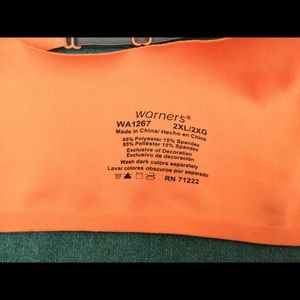 warners®
WA1267 2XL/2XG
Made in China/ Hecho en China
85% Polyester 15% Spandex
85% Poliéster 15% Spandex
Exclusive of Decoration
Exclusivo de decoración
Wash dark colors separately
Lavar colores obscuros por separado
RN 71222